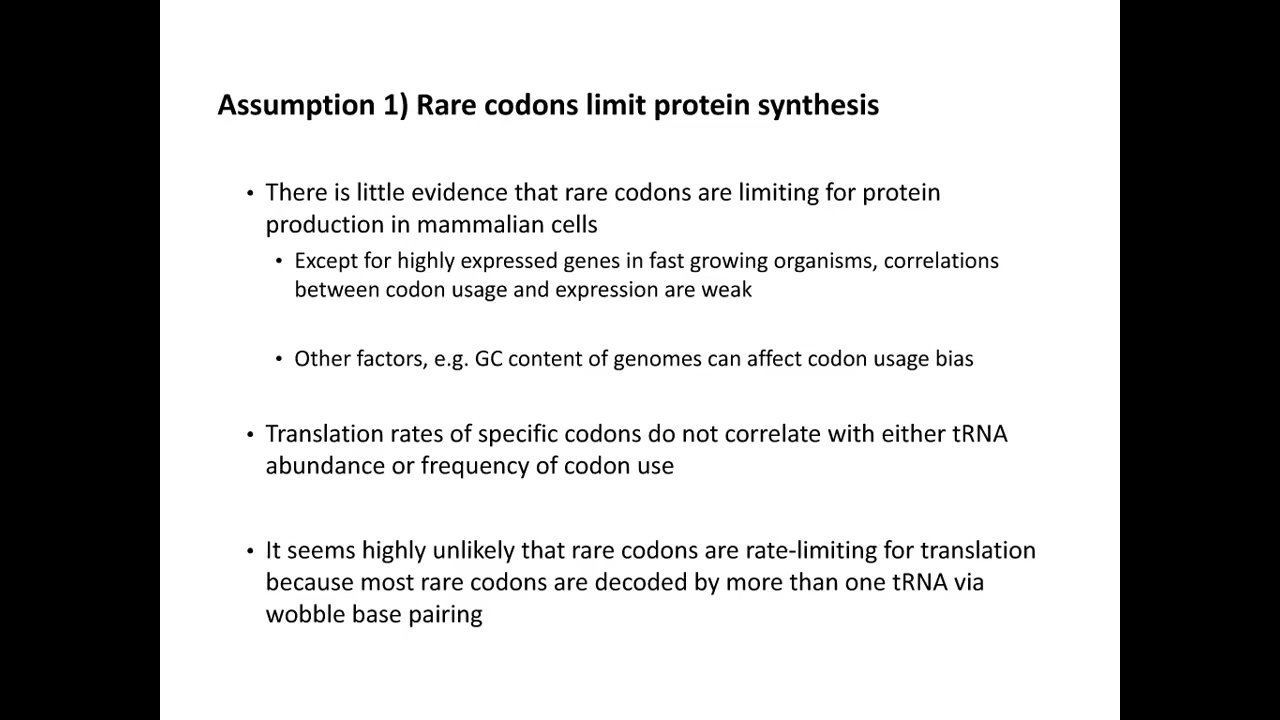 Assumption 1) Rare codons limit protein synthesis
• There is little evidence that rare codons are limiting for protein
production in mammalian cells
• Except for highly expressed genes in fast growing organisms, correlations
between codon usage and expression are weak
• Other factors, e.g. GC content of genomes can affect codon usage bias
• Translation rates of specific codons do not correlate with either tRNA
abundance or frequency of codon use
• It seems highly unlikely that rare codons are rate-limiting for translation
because most rare codons are decoded by more than one tRNA via
wobble base pairing